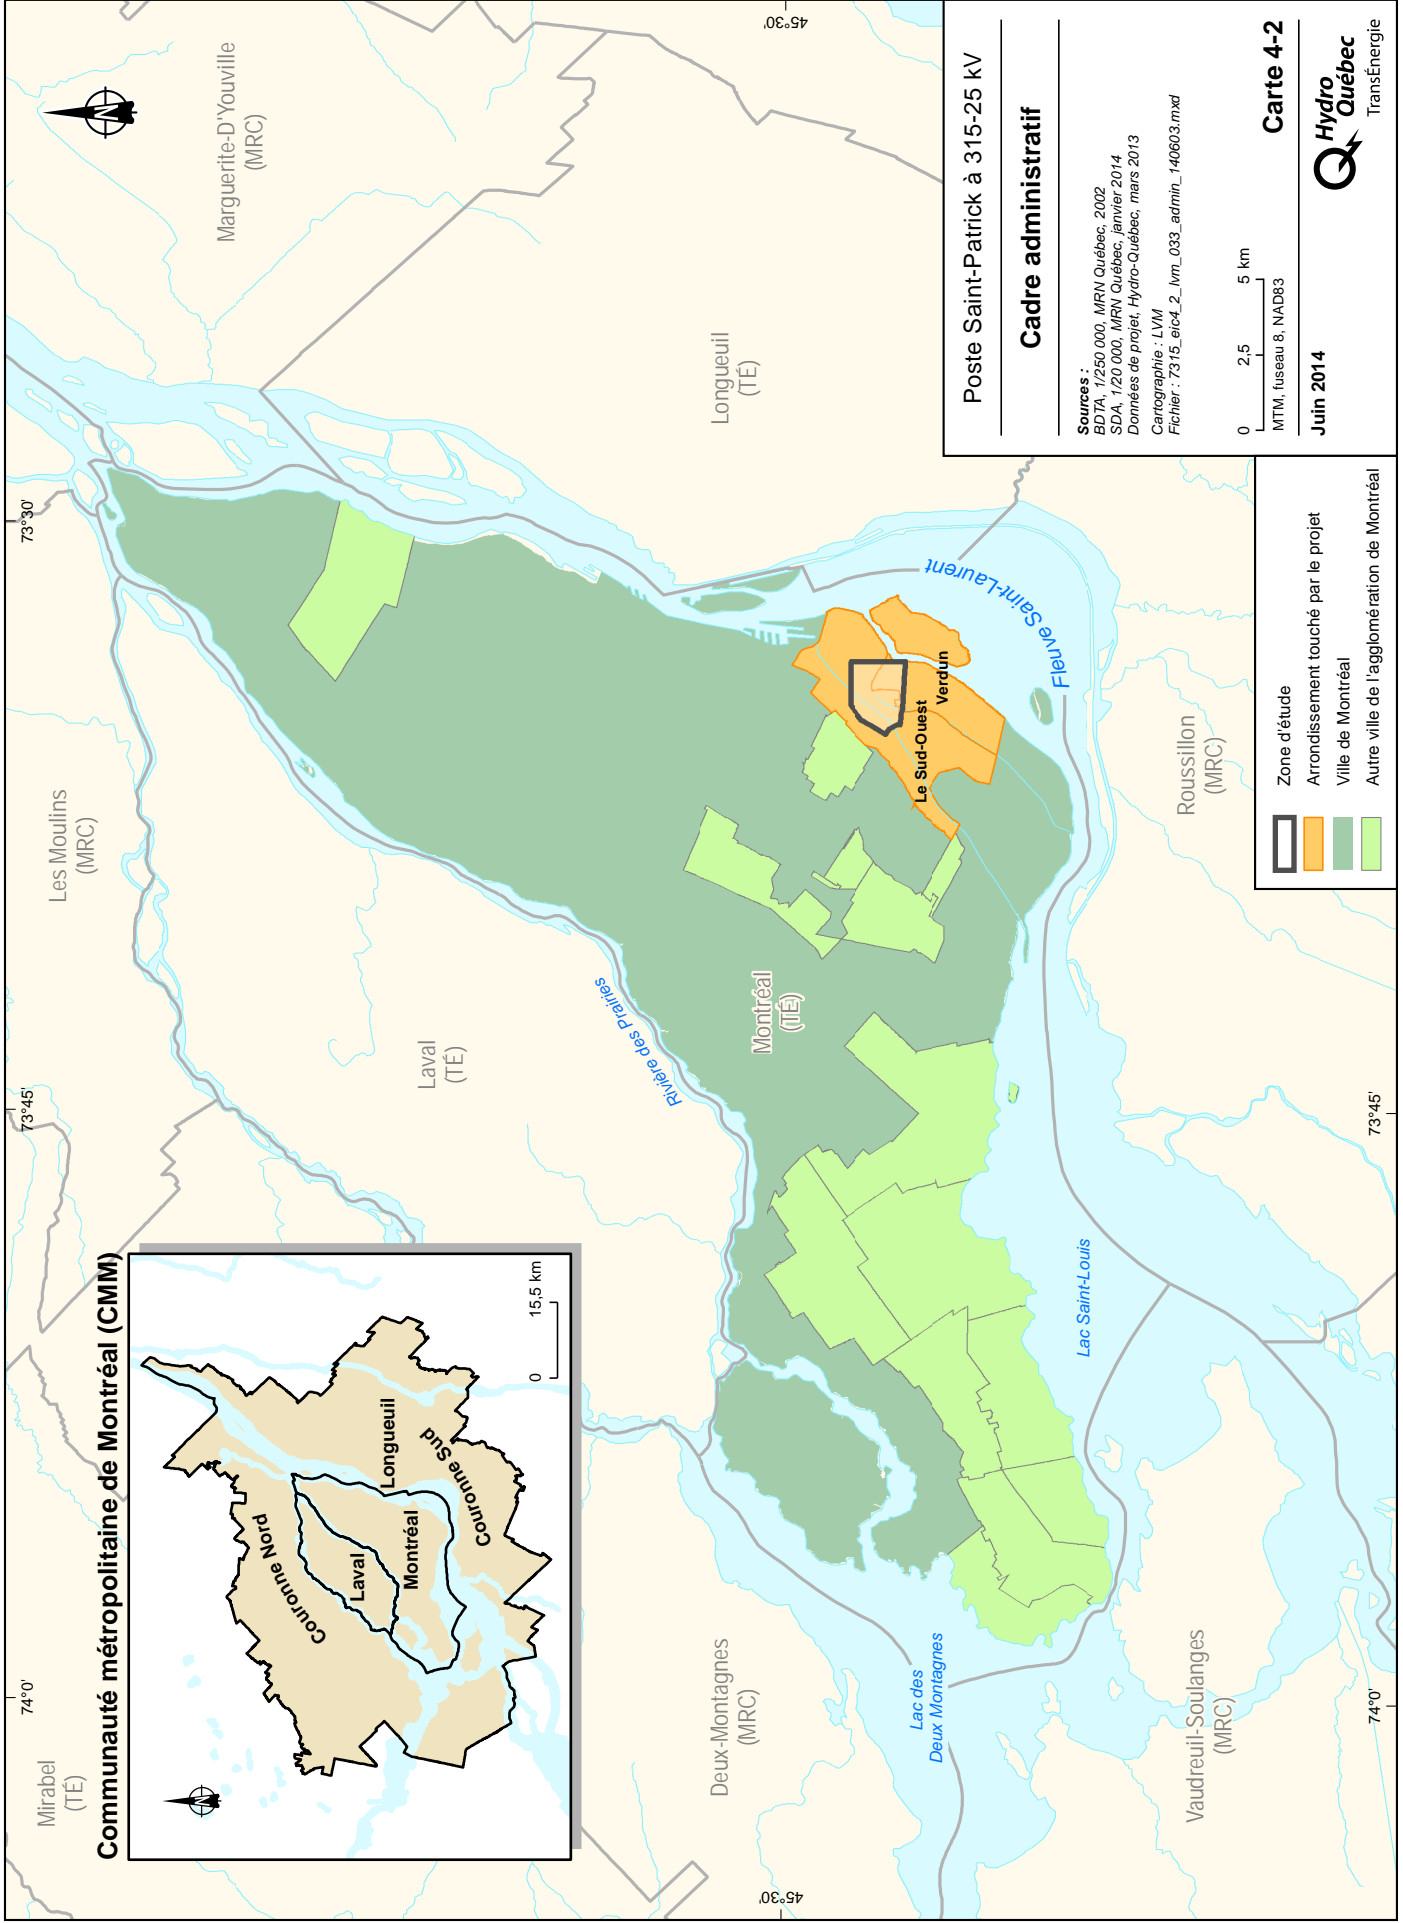 Communauté métropolitaine de Montréal (CMM)
Couronne Nord
Laval
Montréal
Longueuil
Couronne Sud
0
15,5 km
74°0'
73°45'
73°30'
45°30'
45°30'
74°0'
73°45'
Mirabel
(TÉ)
Les Moulins
(MRC)
Marguerite-D'Youville
(MRC)
N
Laval
(TÉ)
Rivière des Prairies
Longueuil
(TÉ)
Montréal
(TÉ)
Deux-Montagnes
(MRC)
Lac des
Deux Montagnes
Le Sud-Ouest
Verdun
Fleuve Saint-Laurent
Lac Saint-Louis
Vaudreuil-Soulanges
(MRC)
Roussillon
(MRC)
Zone d'étude
Arrondissement touché par le projet
Ville de Montréal
Autre ville de l'agglomération de Montréal
Poste Saint-Patrick à 315-25 kV
Cadre administratif
Sources :
BDTA, 1/250 000, MRN Québec, 2002
SDA, 1/20 000, MRN Québec, janvier 2014
Données de projet, Hydro-Québec, mars 2013
Cartographie : LVM
Fichier : 7315_eic4_2_lvm_033_admin_140603.mxd
0
2,5
5 km
MTM, fuseau 8, NAD83
Carte 4-2
Juin 2014
Hydro
Québec
TransÉnergie